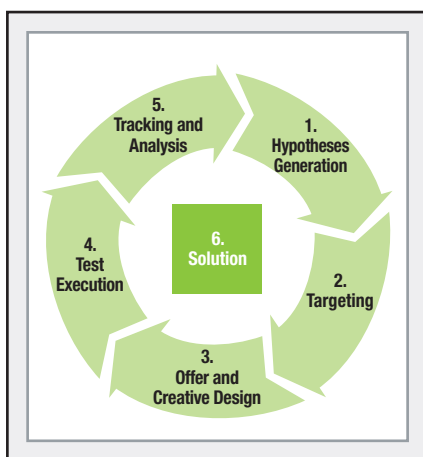 1.
Hypotheses
Generation
2.
Targeting
3.
Offer and
Creative Design
4.
Test
Execution
5.
Tracking and
Analysis
6.
Solution